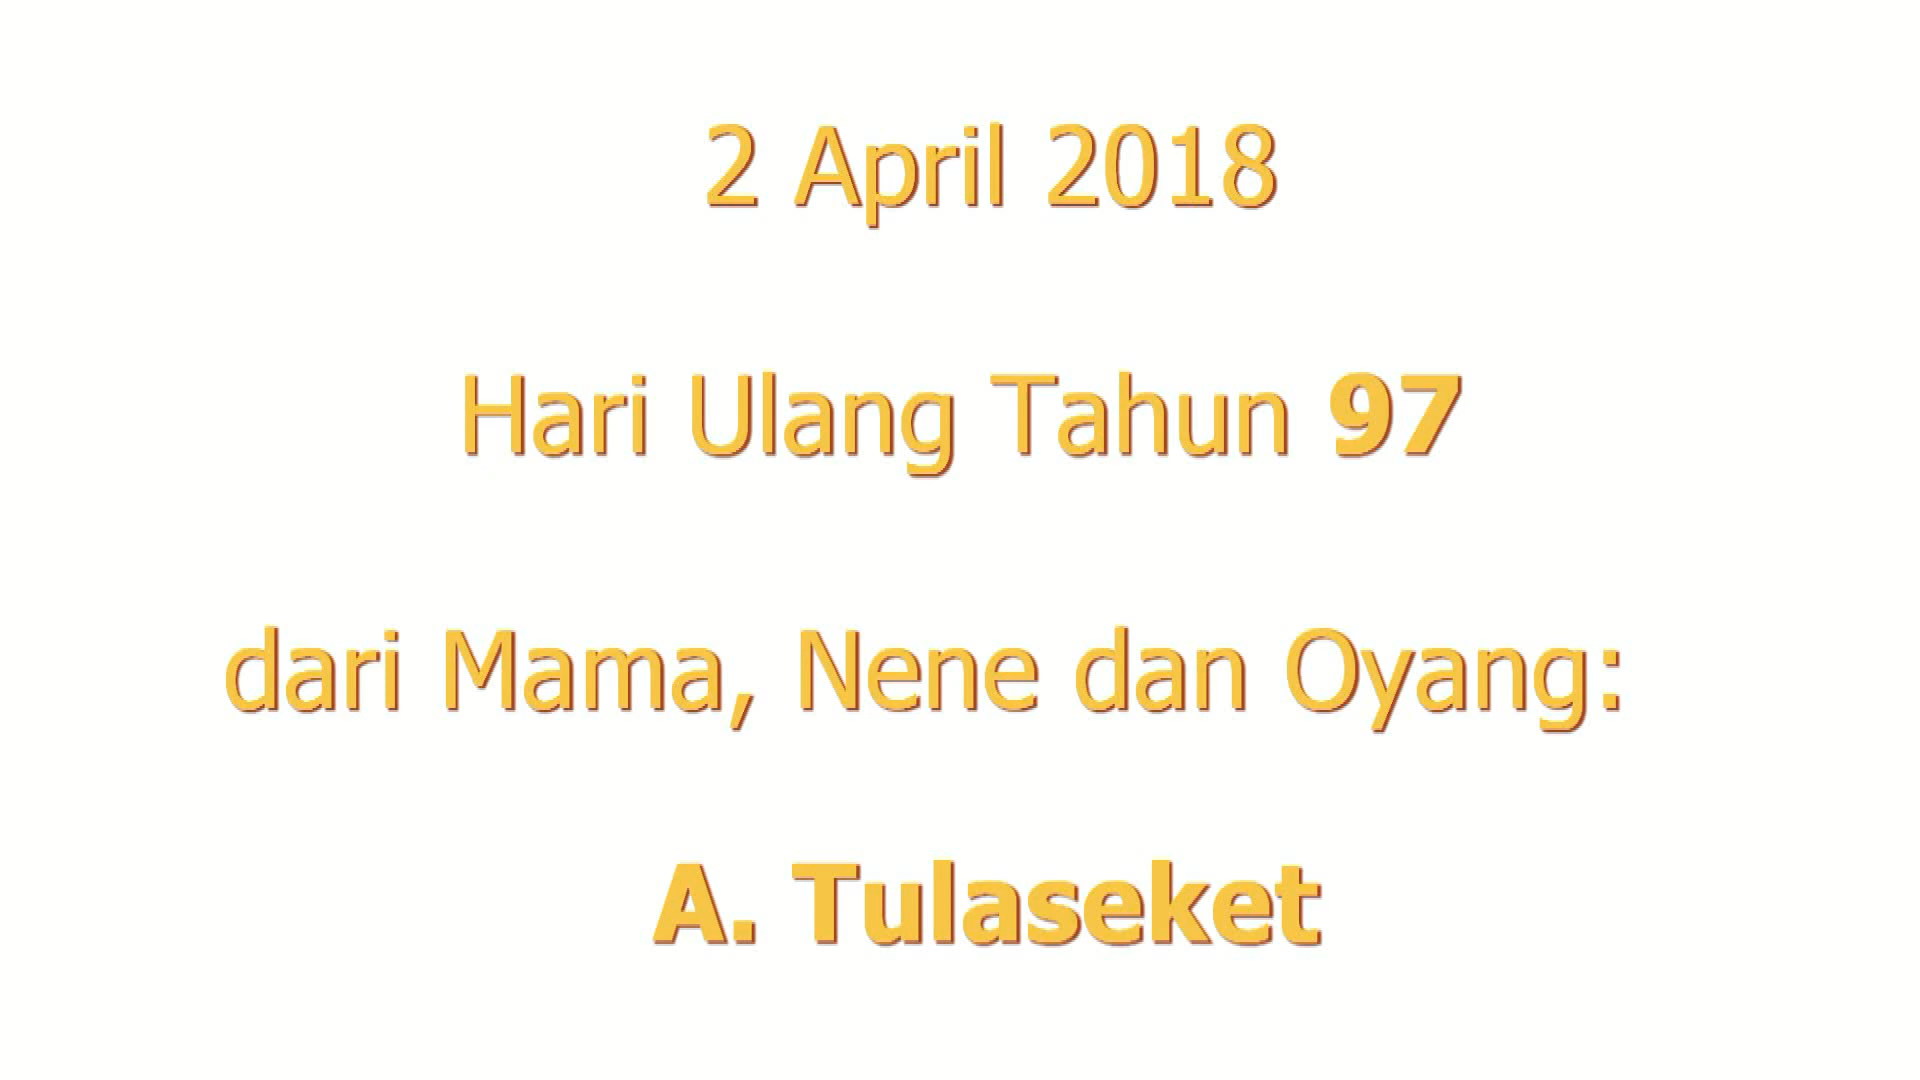 2 April 2018
Hari Ulang Tahun 97
dari Mama, Nene dan Oyang:
A. Tulaseket